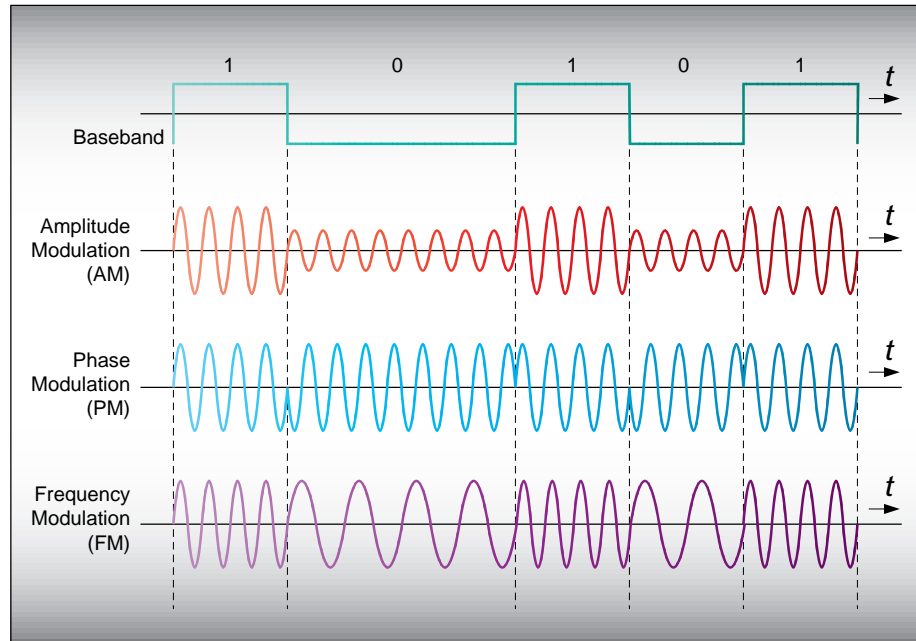 1 0 1 0 1
t
Baseband
t
Amplitude
Modulation
(AM)
t
Phase
Modulation
(PM)
t
Frequency
Modulation
(FM)